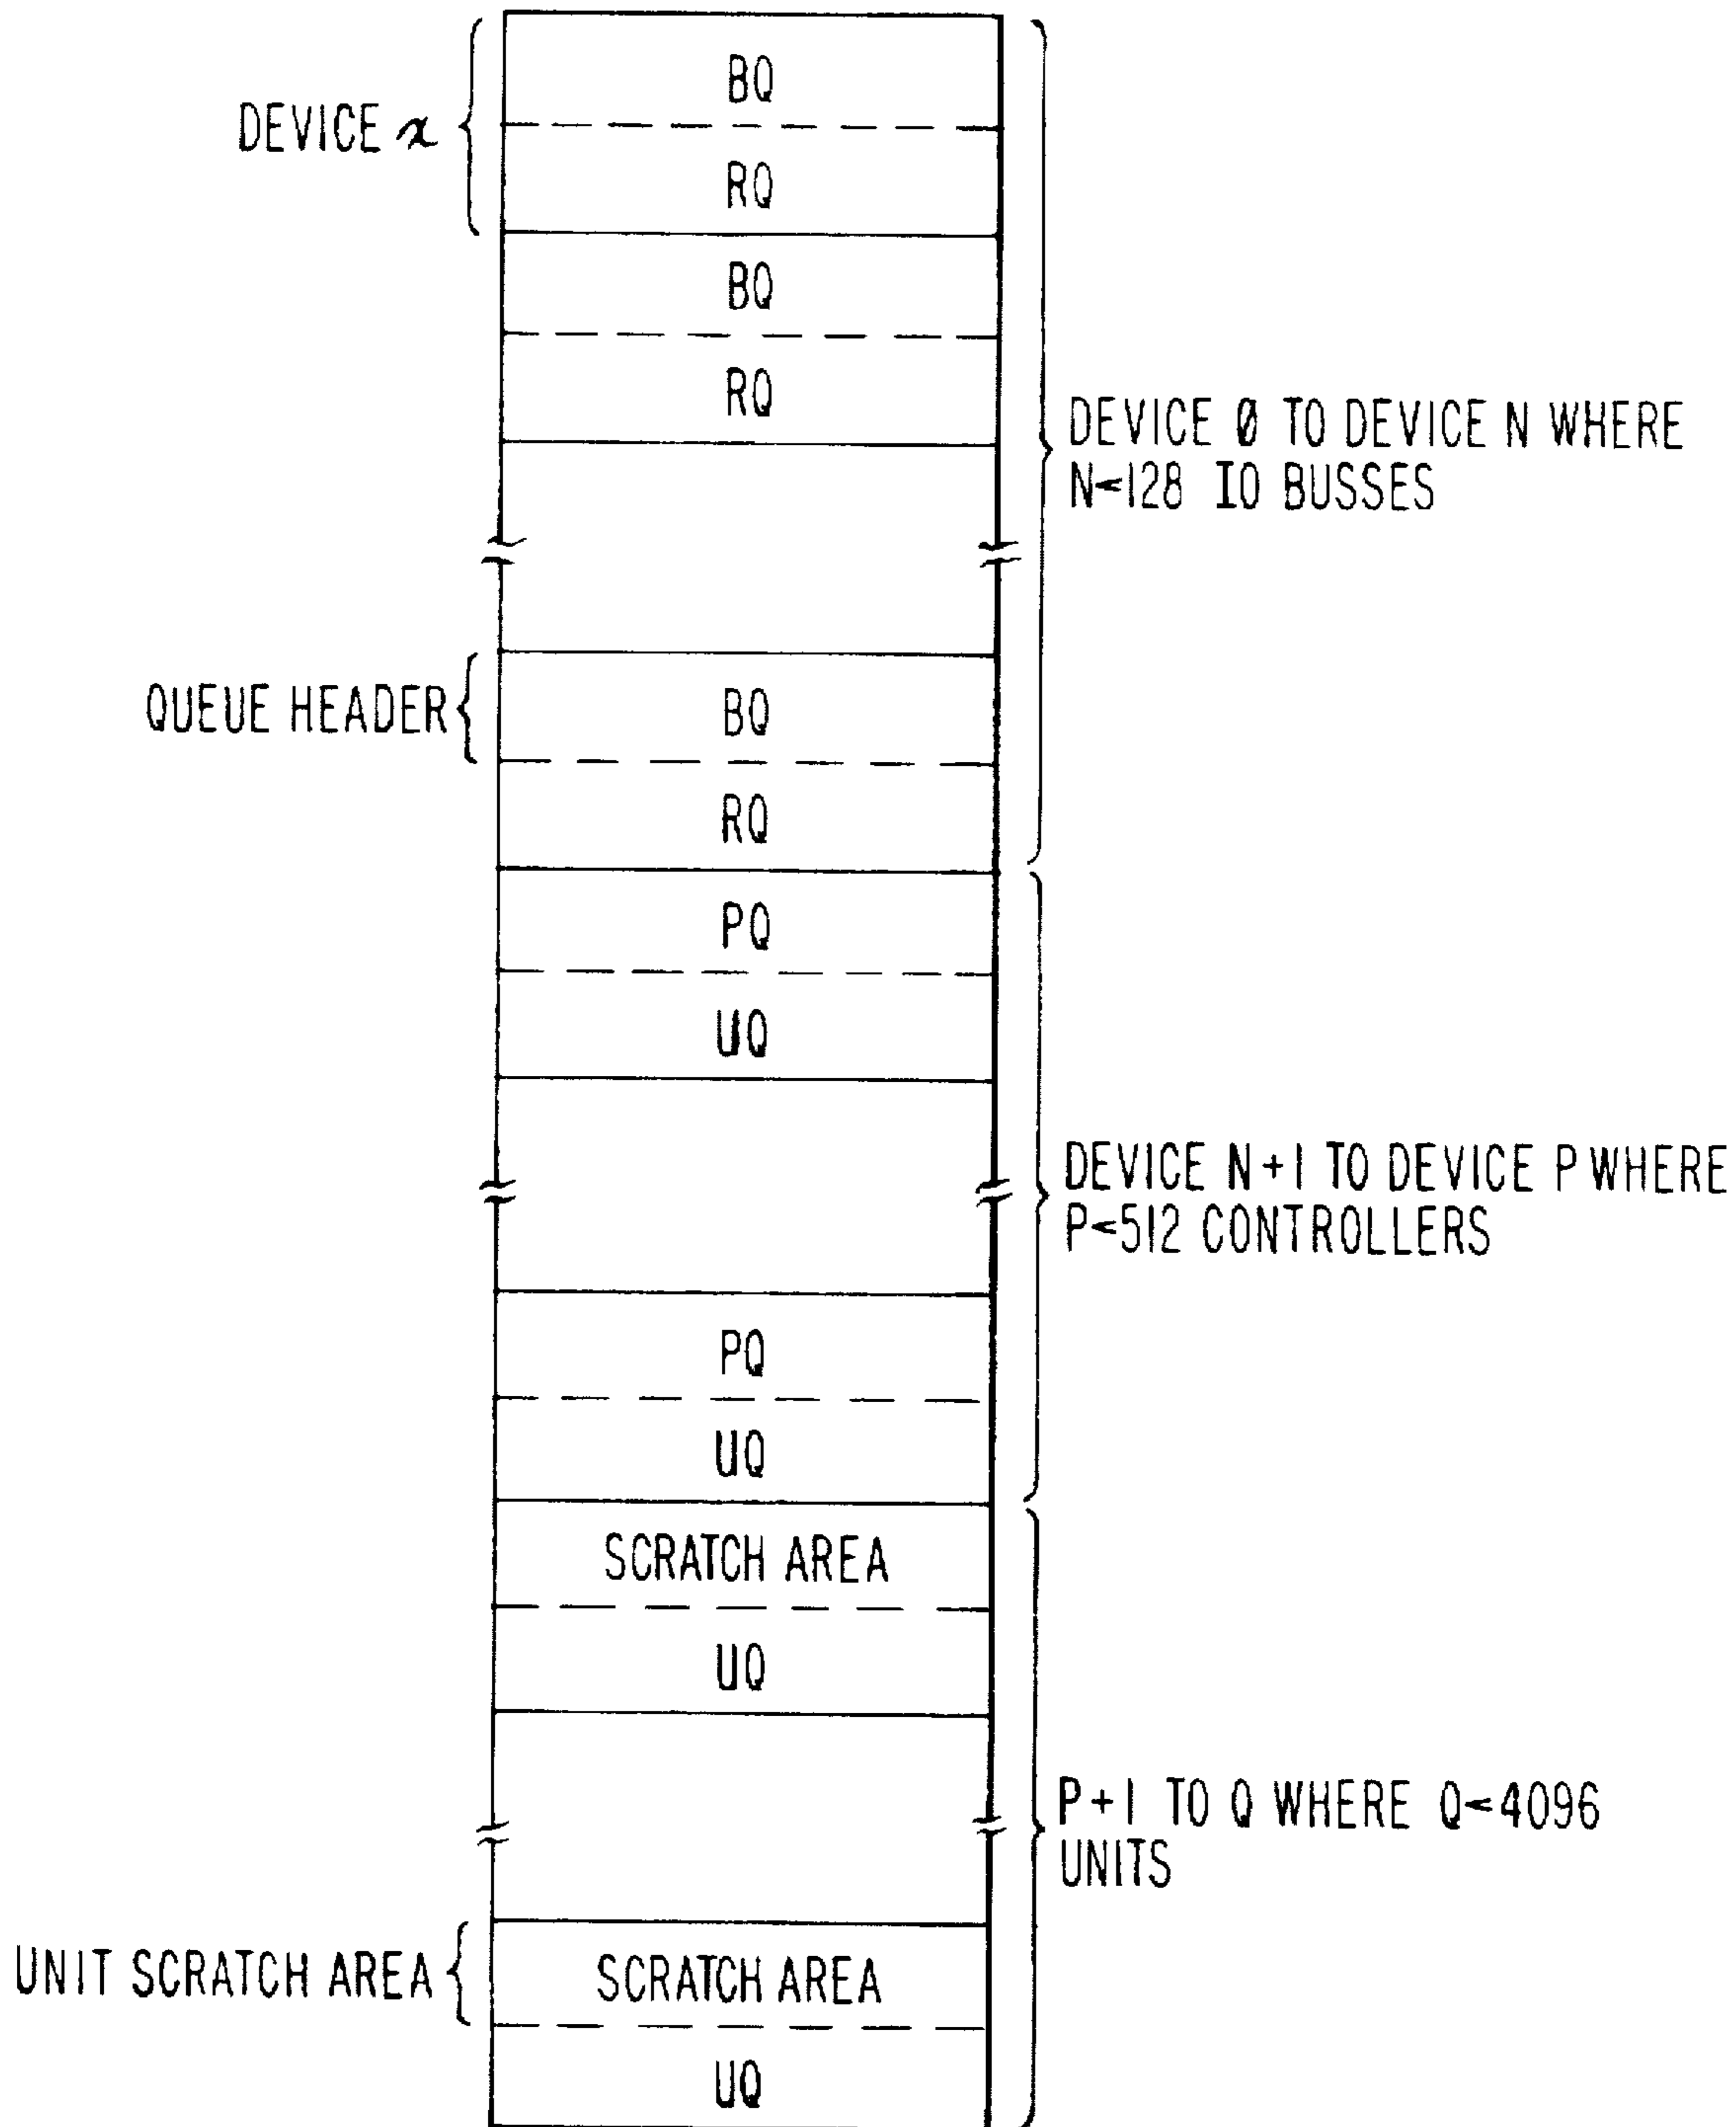 BQ
DEVICE x
RQ
BQ
RQ
DEVICE Ø TO DEVICE N WHERE
N<128 IO BUSSES
QUEUE HEADER
BQ
RQ
PQ
UQ
DEVICE N+1 TO DEVICE P WHERE
P<512 CONTROLLERS
PQ
UQ
SCRATCH AREA
UQ
P+1 TO Q WHERE Q<4096
UNITS
UNIT SCRATCH AREA
SCRATCH AREA
UQ